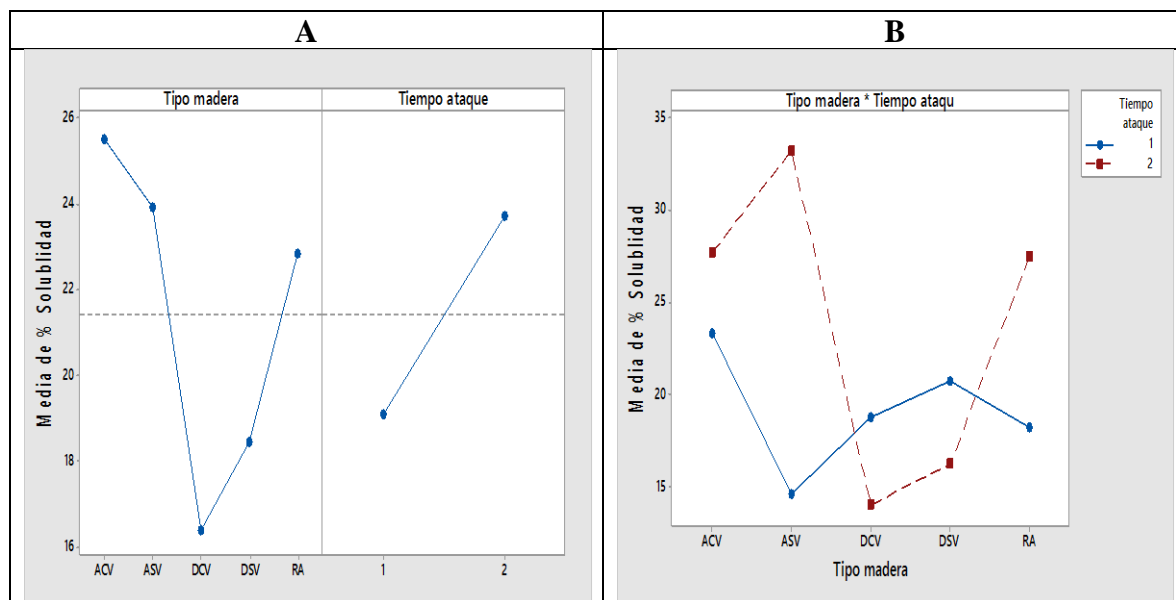 A
B
Tipo madera
Tiempo ataque
Media de % Solublidad
26
24
22
20
18
16
ACV ASV DCV DSV RA
1 2
Tipo madera * Tiempo ataqu
Tiempo
ataque
1
2
Media de % Solublidad
35
30
25
20
15
ACV ASV DCV DSV RA
Tipo madera